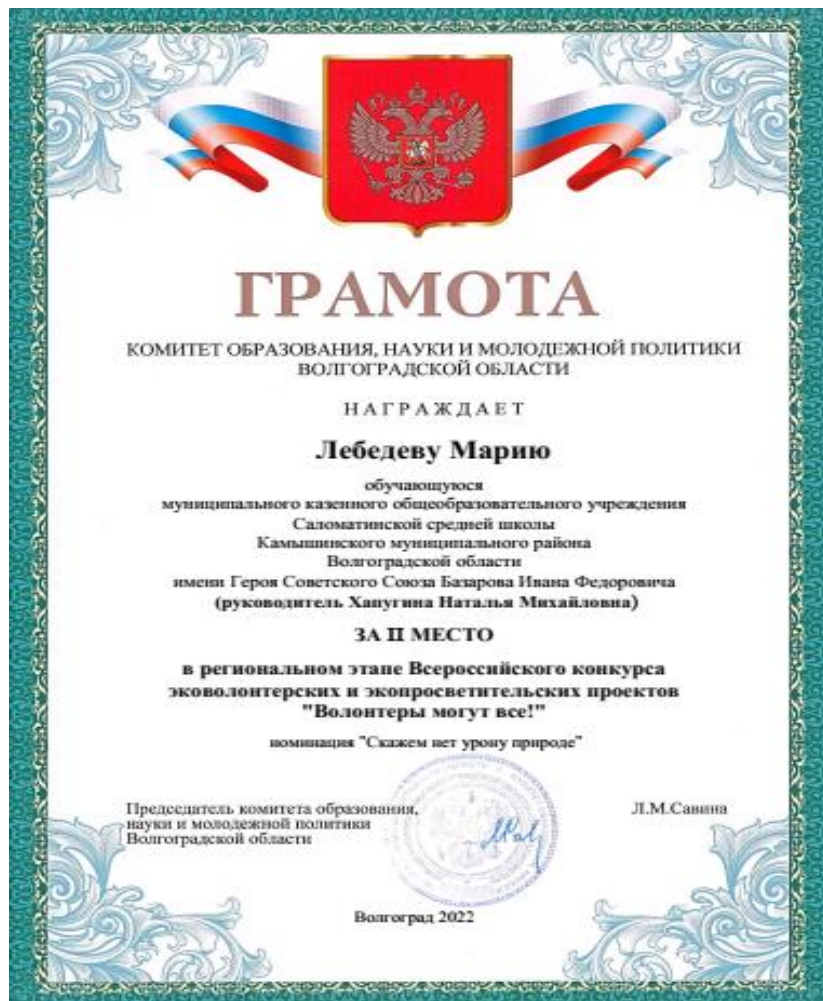 ГРАМОТА
КОМИТЕТ ОБРАЗОВАНИЯ, НАУКИ И МОЛОДЕЖНОЙ ПОЛИТИКИ
ВОЛГОГРАДСКОЙ ОБЛАСТИ
НАГРАЖДАЕТ
Лебедеву Марию
обучающуюся
муниципального казенного общеобразовательного учреждения
Саломатинской средней школы
Камышинского муниципального района
Волгоградской области
имени Героя Советского Союза Базарова Ивана Федоровича
(руководитель Хапугина Наталья Михайловна)
ЗА II МЕСТО
в региональном этапе Всероссийского конкурса
эковолонтерских и экопросветительских проектов
"Волонтеры могут все!"
номинация "Скажем нет урону природе"
Председатель комитета образования,
науки и молодежной политики
Волгоградской области
Л.М.Савина
Волгоград 2022